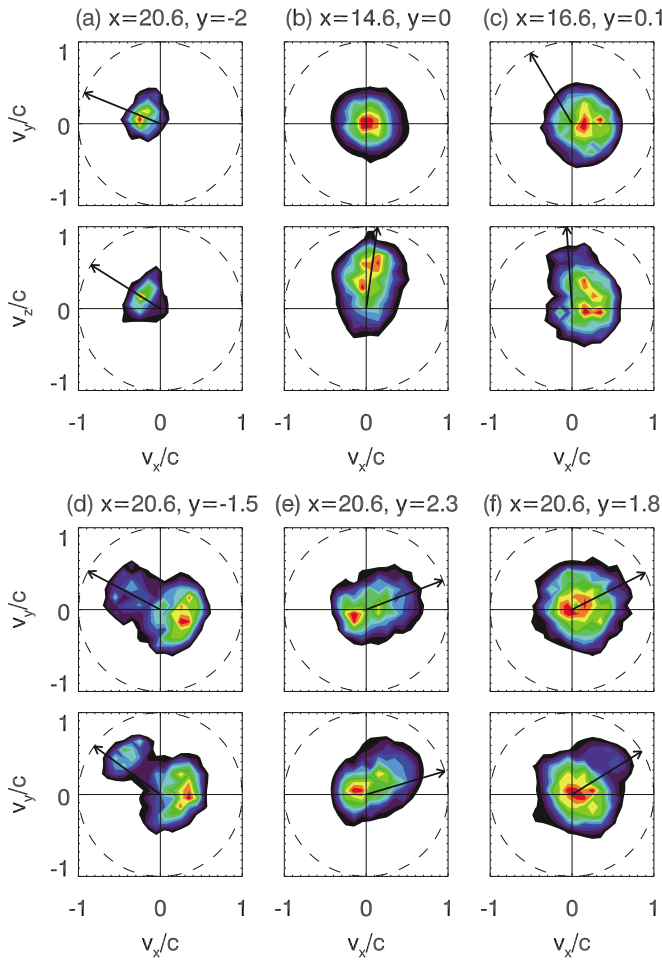 (a) x=20.6, y=-2 (b) x=14.6, y=0 (c) x=16.6, y=0.1
1
v_y/c
0
-1
1
v_z/c
0
-1
-1 0 1 -1 0 1 -1 0 1
v_x/c v_x/c v_x/c
(d) x=20.6, y=-1.5 (e) x=20.6, y=2.3 (f) x=20.6, y=1.8
1
v_y/c
0
-1
1
v_y/c
0
-1
-1 0 1 -1 0 1 -1 0 1
v_x/c v_x/c v_x/c